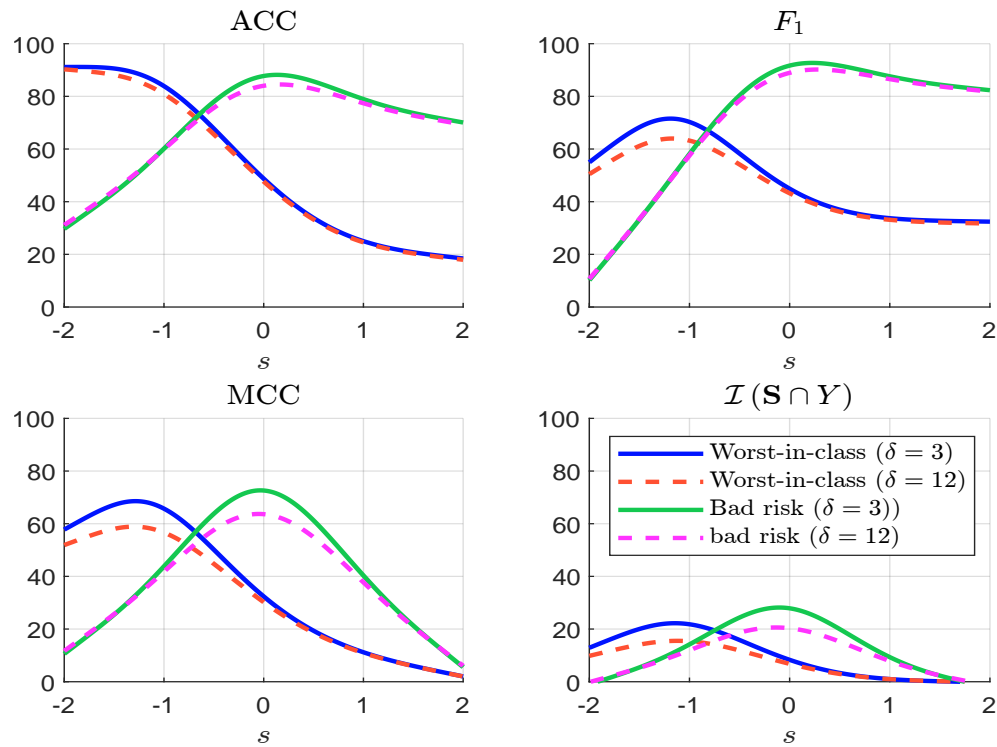 ACC
100
80
60
40
20
0
-2 -1 0 1 2
s
F₁
100
80
60
40
20
0
-2 -1 0 1 2
s
MCC
100
80
60
40
20
0
-2 -1 0 1 2
s
𝓘 (𝐒 ∩ Y)
100
80
60
40
20
0
-2 -1 0 1 2
s
Worst-in-class (δ = 3)
Worst-in-class (δ = 12)
Bad risk (δ = 3))
bad risk (δ = 12)